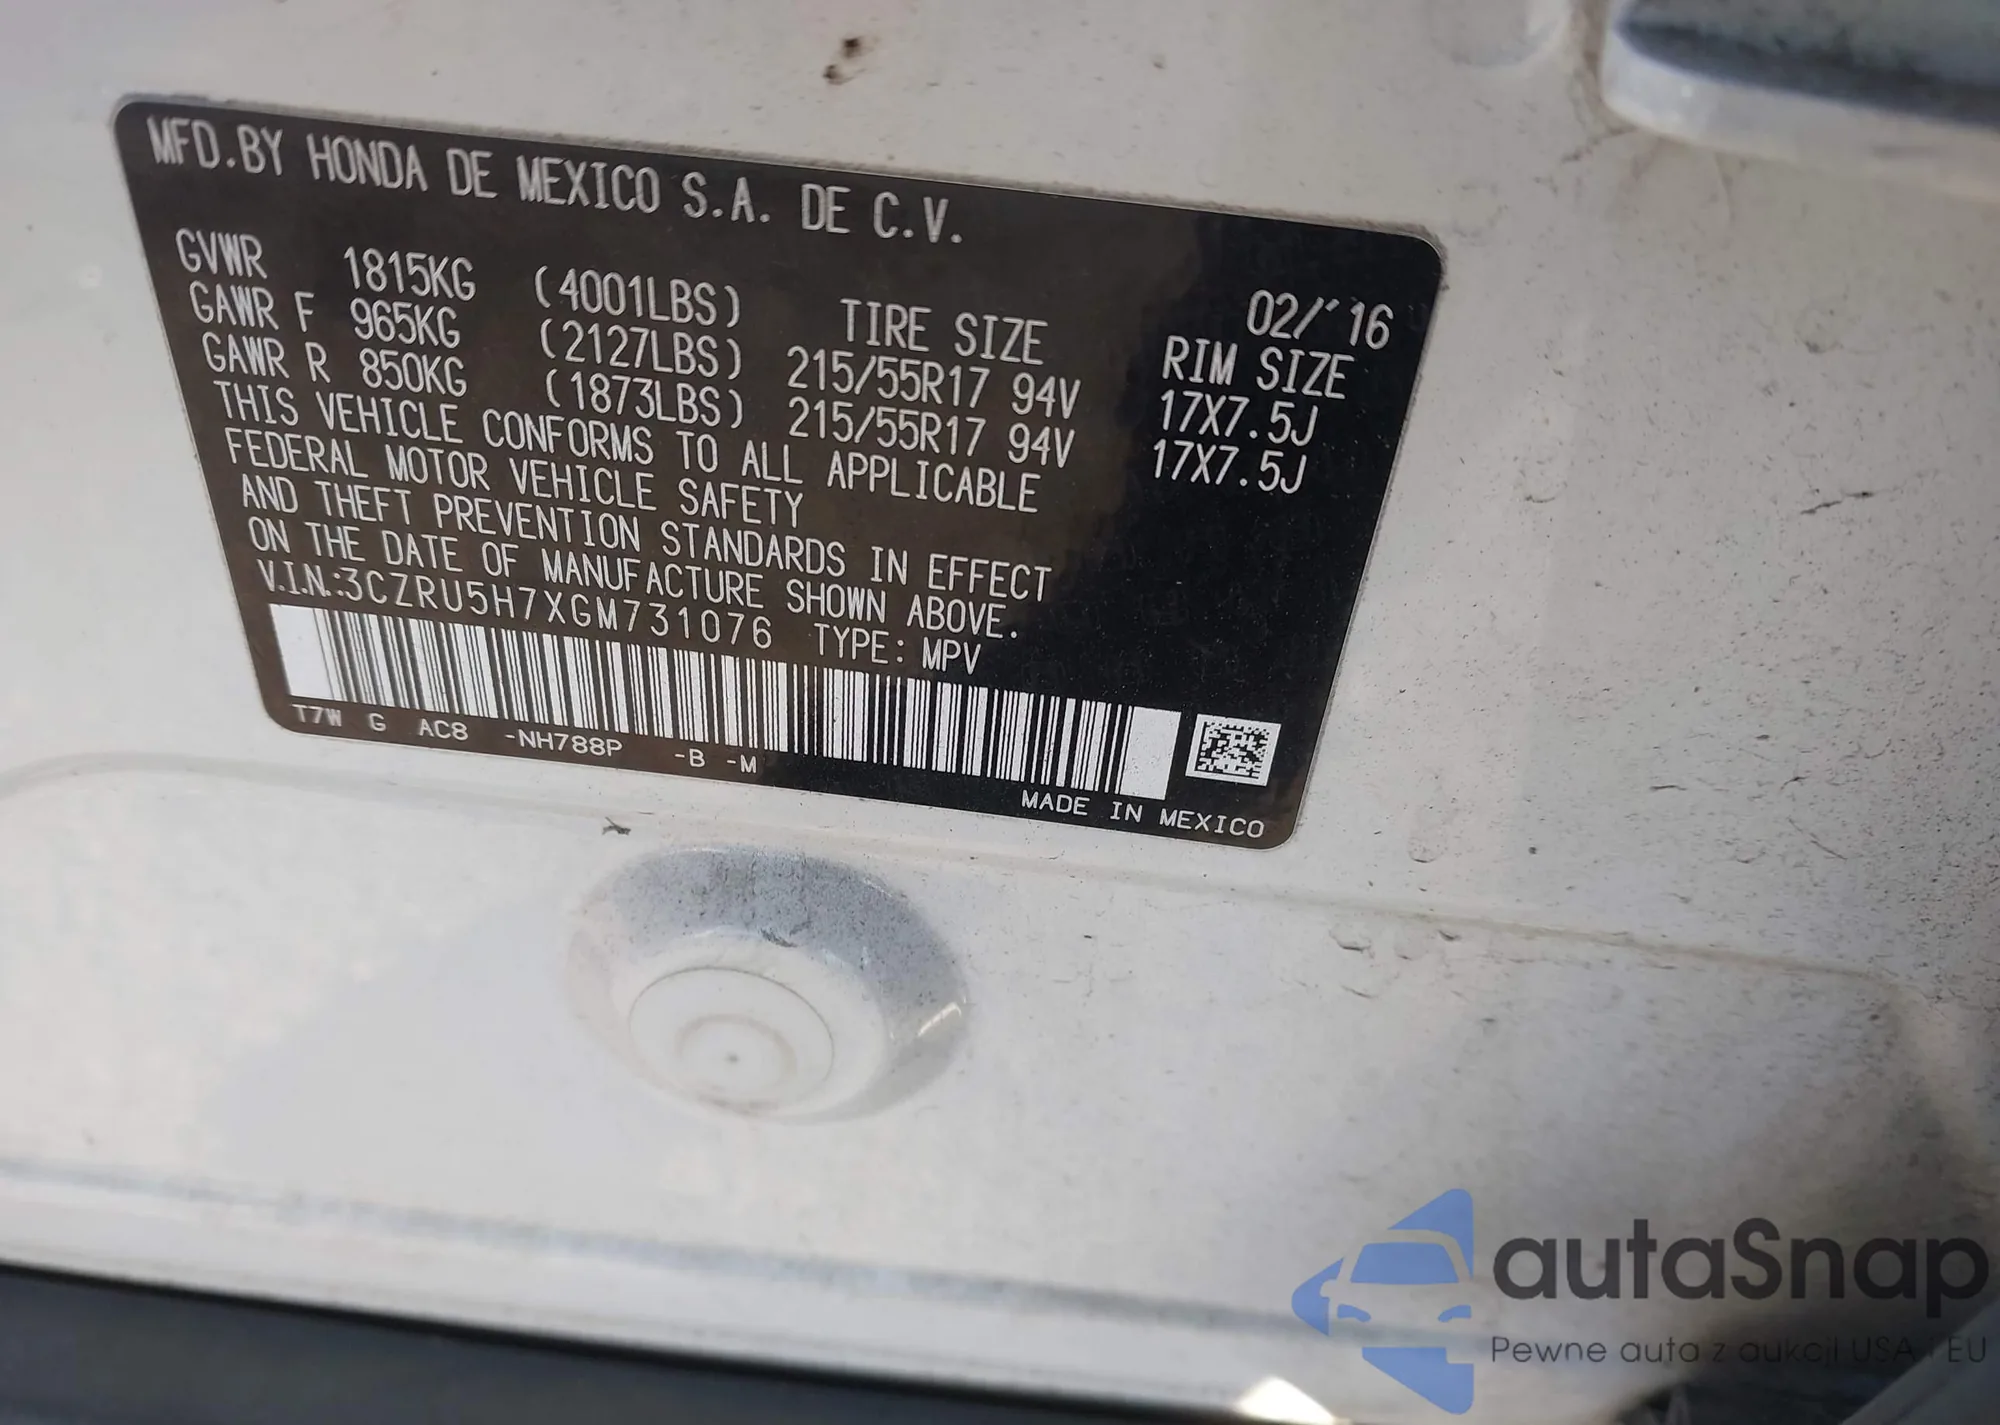 MFD.BY HONDA DE MEXICO S.A. DE C.V.
02/'16
GVWR 1815KG (4001LBS) TIRE SIZE RIM SIZE
GAWR F 965KG (2127LBS) 215/55R17 94V 17X7.5J
GAWR R 850KG (1873LBS) 215/55R17 94V 17X7.5J
THIS VEHICLE CONFORMS TO ALL APPLICABLE
FEDERAL MOTOR VEHICLE SAFETY
AND THEFT PREVENTION STANDARDS IN EFFECT
ON THE DATE OF MANUFACTURE SHOWN ABOVE.
V.I.N.:3CZRU5H7XGM731076 TYPE: MPV
T7W G AC8 -NH788P -B -M
MADE IN MEXICO
autaSnap
Pewne auta z aukcji USA i EU